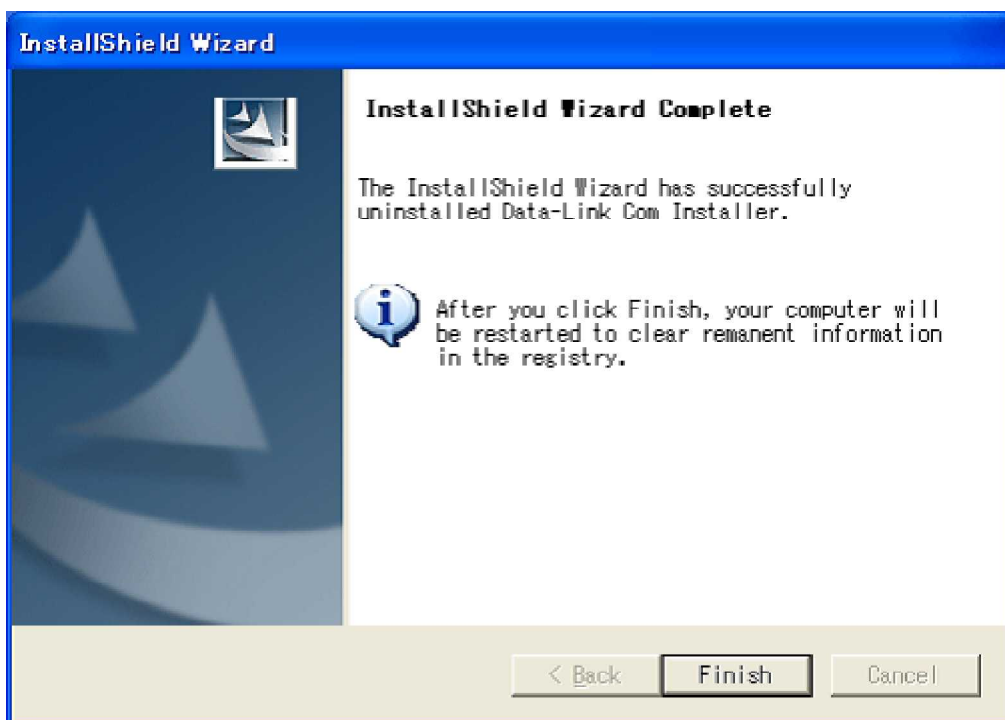 InstallShield Wizard
InstallShield Wizard Complete
The InstallShield Wizard has successfully
uninstalled Data-Link Com Installer.
After you click Finish, your computer will
be restarted to clear remanent information
in the registry.
< Back Finish Cancel